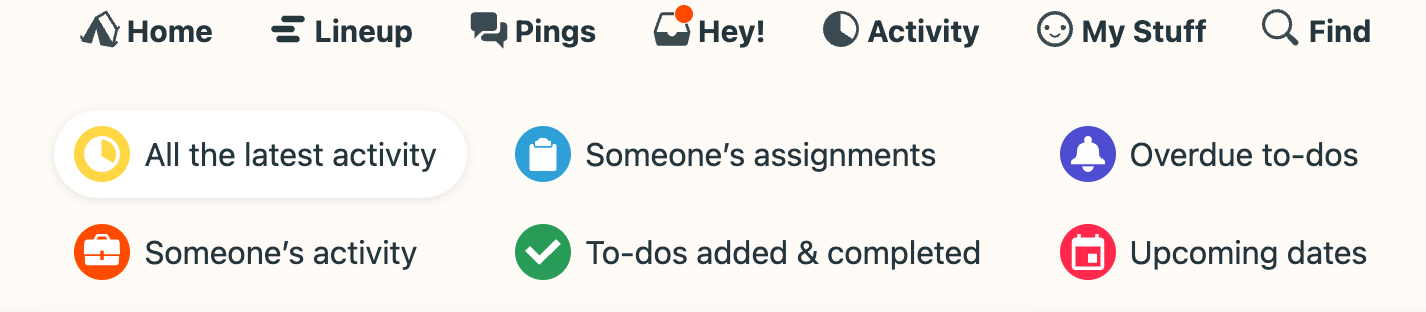 Home Lineup Pings Hey! Activity My Stuff Find
All the latest activity Someone’s assignments Overdue to-dos
Someone’s activity To-dos added & completed Upcoming dates